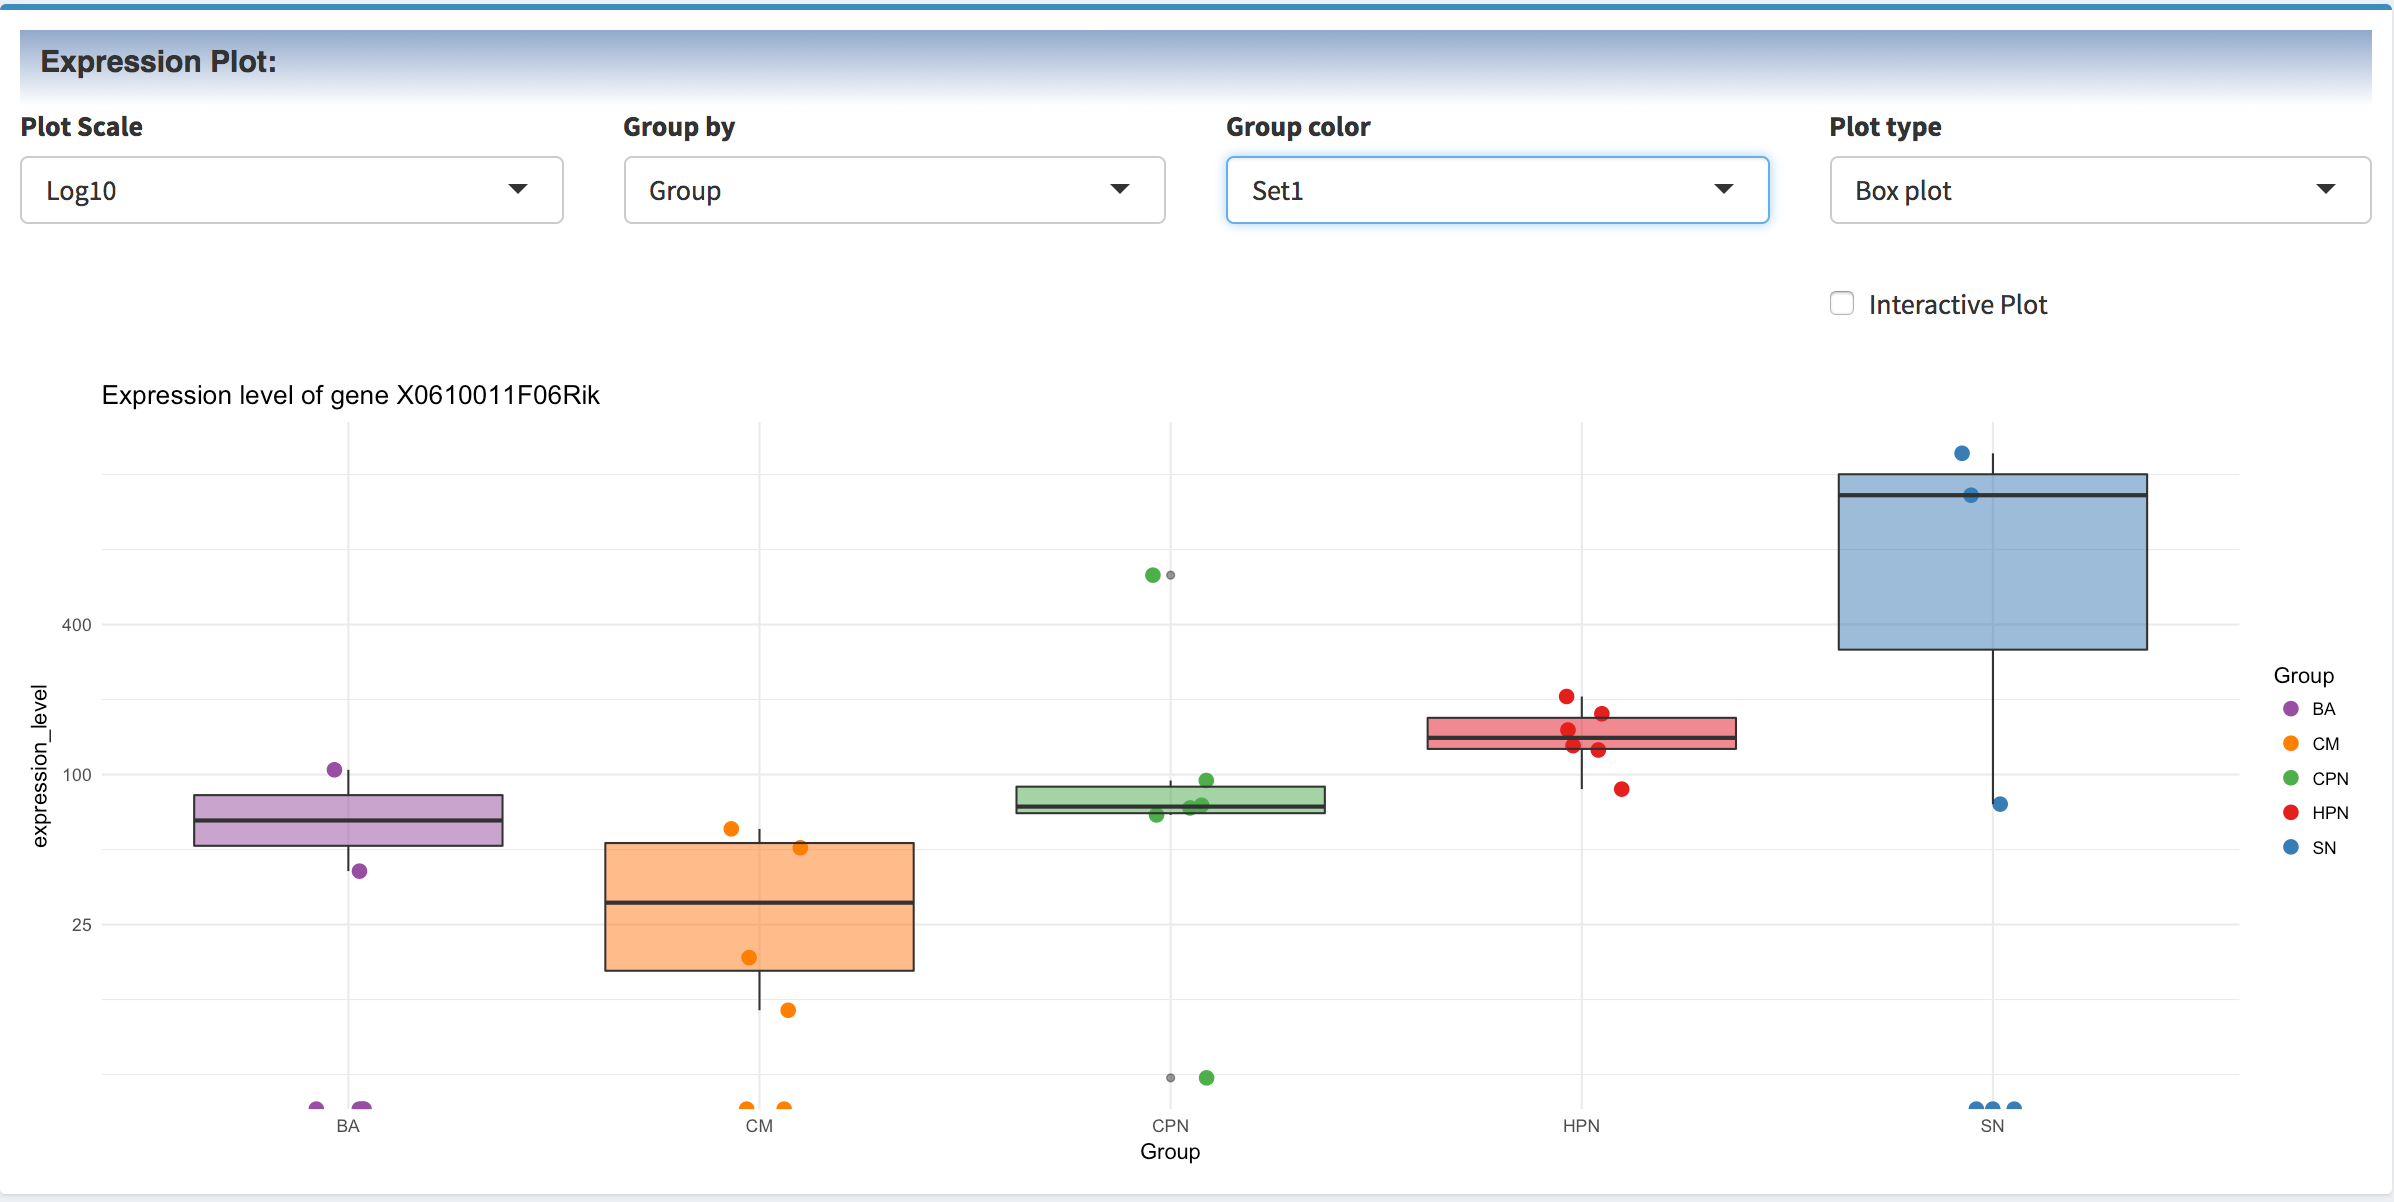 Expression Plot:
Plot Scale
Group by
Group color
Plot type
Log10
Group
Set1
Box plot
Interactive Plot
Expression level of gene X0610011F06Rik
400
100
25
expression_level
BA
CM
CPN
HPN
SN
Group
Group
BA
CM
CPN
HPN
SN